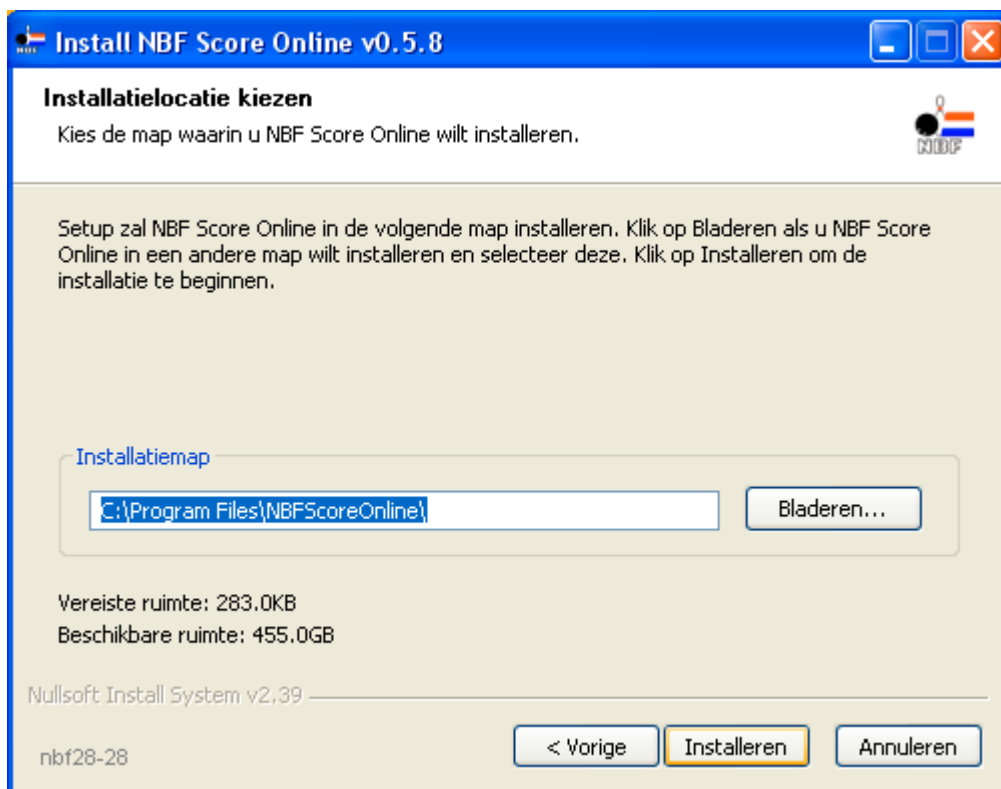 Install NBF Score Online v0.5.8
Installatielocatie kiezen
Kies de map waarin u NBF Score Online wilt installeren.
NBF
Setup zal NBF Score Online in de volgende map installeren. Klik op Bladeren als u NBF Score
Online in een andere map wilt installeren en selecteer deze. Klik op Installeren om de
installatie te beginnen.
Installatiemap
C:\Program Files\NBFScoreOnline\
Bladeren...
Vereiste ruimte: 283.0KB
Beschikbare ruimte: 455.0GB
Nullsoft Install System v2.39
nbf28-28
< Vorige
Installeren
Annuleren